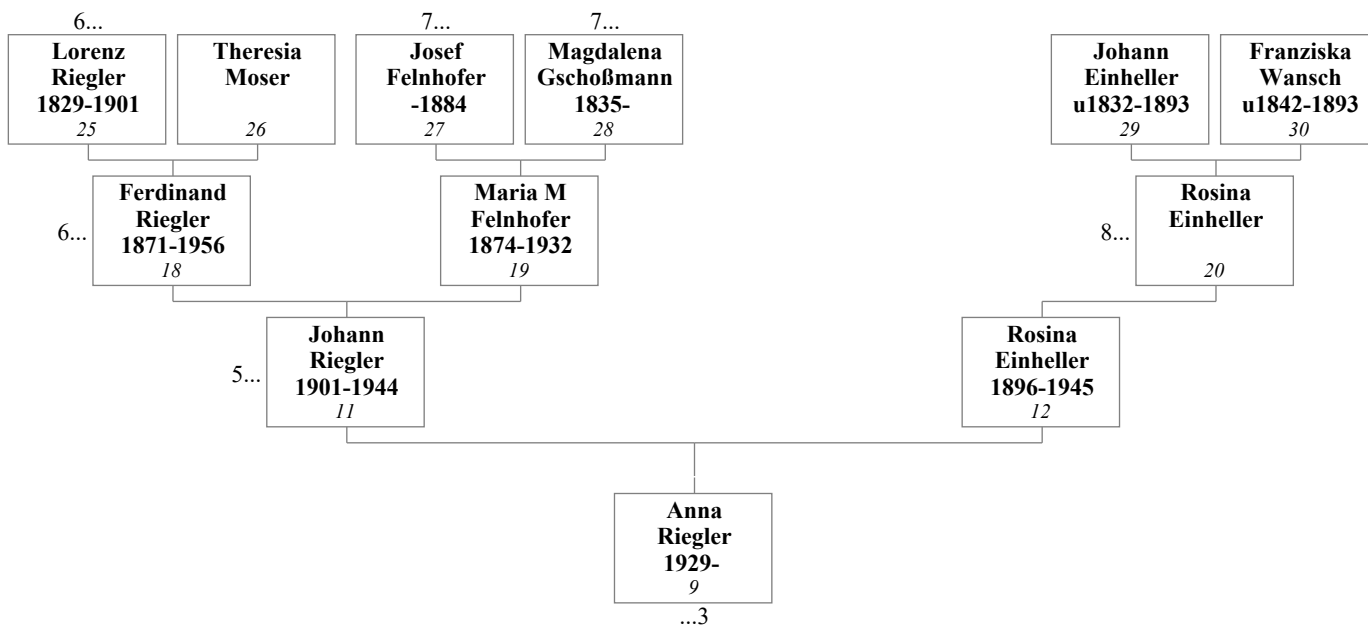 6...
7...
7...
Lorenz
Riegler
1829-1901
25
Theresia
Moser
26
Josef
Felnhofer
-1884
27
Magdalena
Gschoßmann
1835-
28
Johann
Einheller
u1832-1893
29
Franziska
Wansch
u1842-1893
30
6...
Ferdinand
Riegler
1871-1956
18
Maria M
Felnhofer
1874-1932
19
8...
Rosina
Einheller
20
5...
Johann
Riegler
1901-1944
11
Rosina
Einheller
1896-1945
12
Anna
Riegler
1929-
9
...3